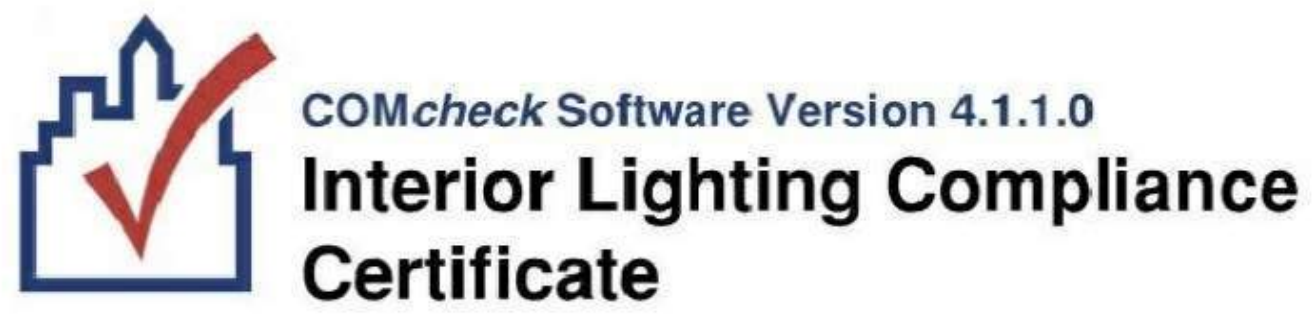 COMcheck Software Version 4.1.1.0
Interior Lighting Compliance
Certificate